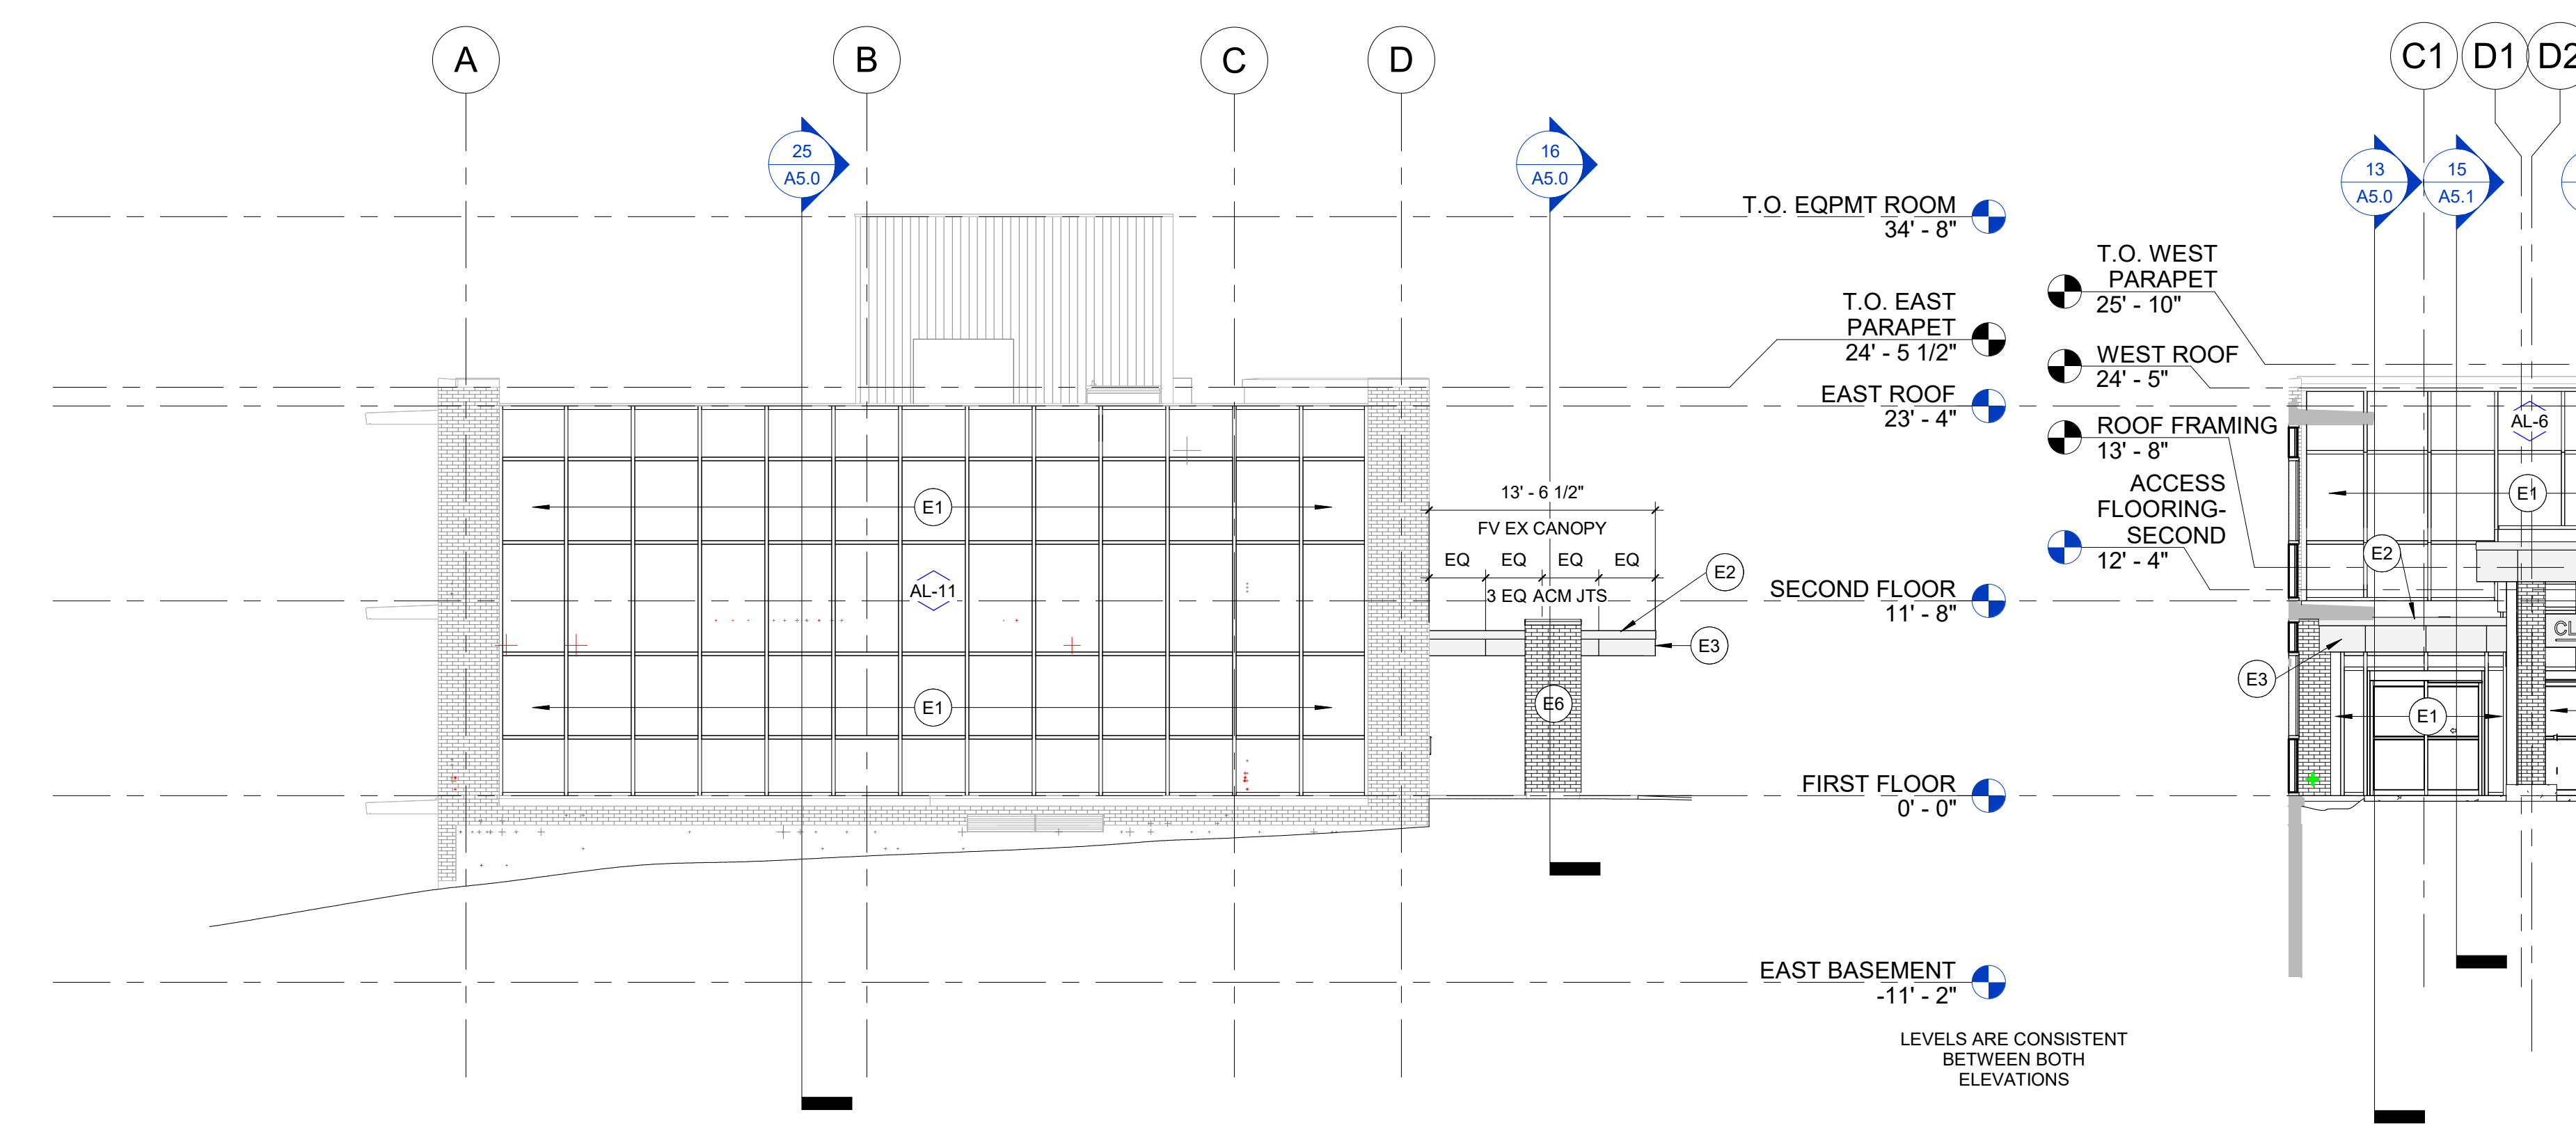 A
B
C
D
C1
D1
D2
25
A5.0
16
A5.0
13
A5.0
15
A5.1
T.O. EQPMT ROOM
34' - 8"
T.O. EAST
PARAPET
24' - 5 1/2"
EAST ROOF
23' - 4"
T.O. WEST
PARAPET
25' - 10"
WEST ROOF
24' - 5"
ROOF FRAMING
13' - 8"
ACCESS
FLOORING-
SECOND
12' - 4"
AL-6
E1
E1
13' - 6 1/2"
FV EX CANOPY
EQ
EQ
EQ
EQ
3 EQ ACM JTS
E2
E2
AL-11
SECOND FLOOR
11' - 8"
CL
E3
E3
E1
E6
E1
FIRST FLOOR
0' - 0"
EAST BASEMENT
-11' - 2"
LEVELS ARE CONSISTENT
BETWEEN BOTH
ELEVATIONS